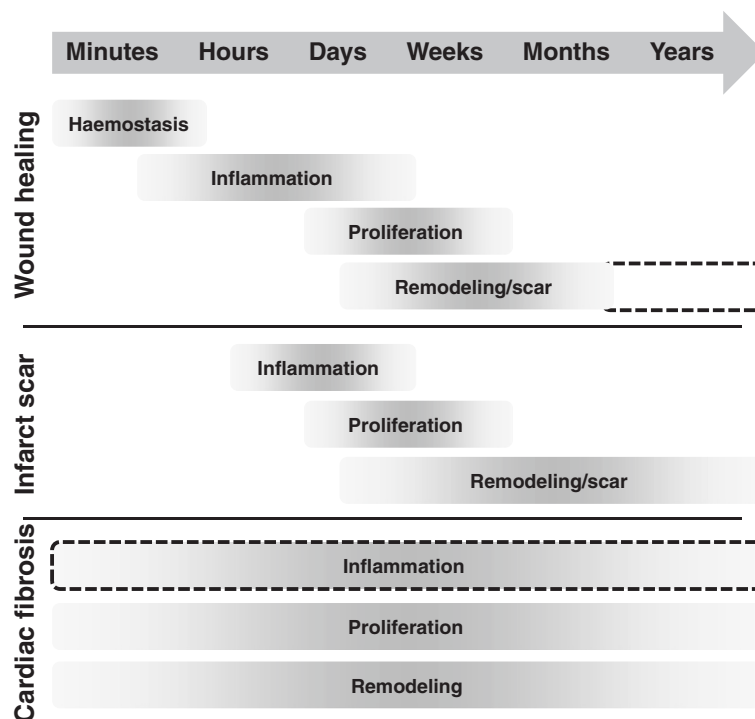 Minutes Hours Days Weeks Months Years
Wound healing
Haemostasis
Inflammation
Proliferation
Remodeling/scar
Infarct scar
Inflammation
Proliferation
Remodeling/scar
Cardiac fibrosis
Inflammation
Proliferation
Remodeling